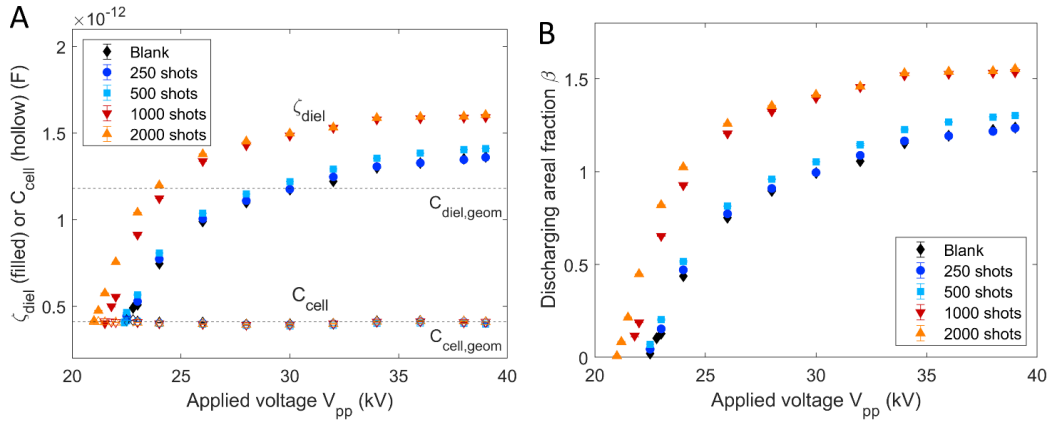 A
×10⁻¹²
2
1.5
1
0.5
ζdiel (filled) or Ccell (hollow) (F)
Blank
250 shots
500 shots
1000 shots
2000 shots
ζdiel
Cdiel,geom
Ccell
Ccell,geom
20 25 30 35 40
Applied voltage Vpp (kV)
B
1.5
1
0.5
0
Discharging areal fraction β
Blank
250 shots
500 shots
1000 shots
2000 shots
20 25 30 35 40
Applied voltage Vpp (kV)